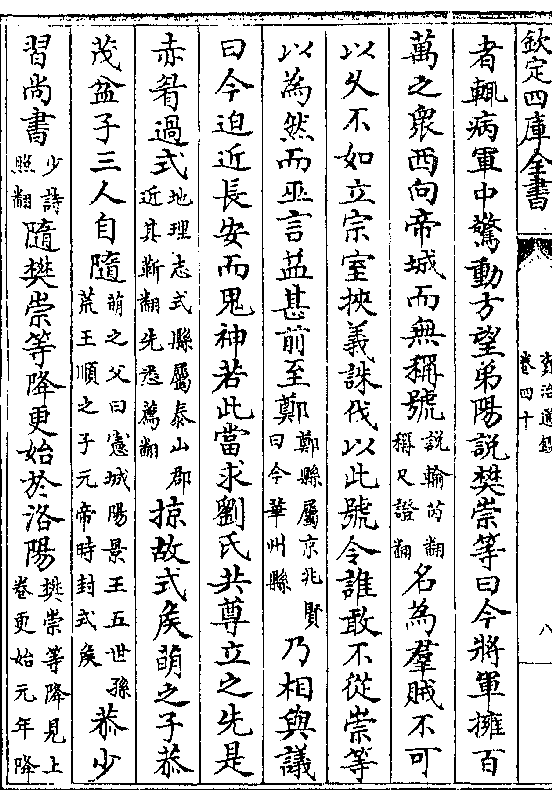 欽定四庫全書
資治通鑑
卷四十
八
者輒病軍中驚動方望弟陽說樊崇等曰今將軍擁百
萬之衆西向帝城而無稱號說輸芮翻稱尺證翻名為羣賊不可
以久不如立宗室挾義誅伐以此號令誰敢不從崇等
以為然而巫言益甚前至鄭鄭縣屬京兆賢曰今華州縣乃相與議
曰今迫近長安而鬼神若此當求劉氏共尊立之先是
赤眉過式地理志式縣屬泰山郡近其靳翻先悉薦翻掠故式侯萌之子恭
茂盆子三人自隨萌之父曰憲城陽景王五世孫荒王順之子元帝時封式侯恭少
習尚書少詩照翻隨樊崇等降更始於洛陽樊崇等降見上卷更始元年降